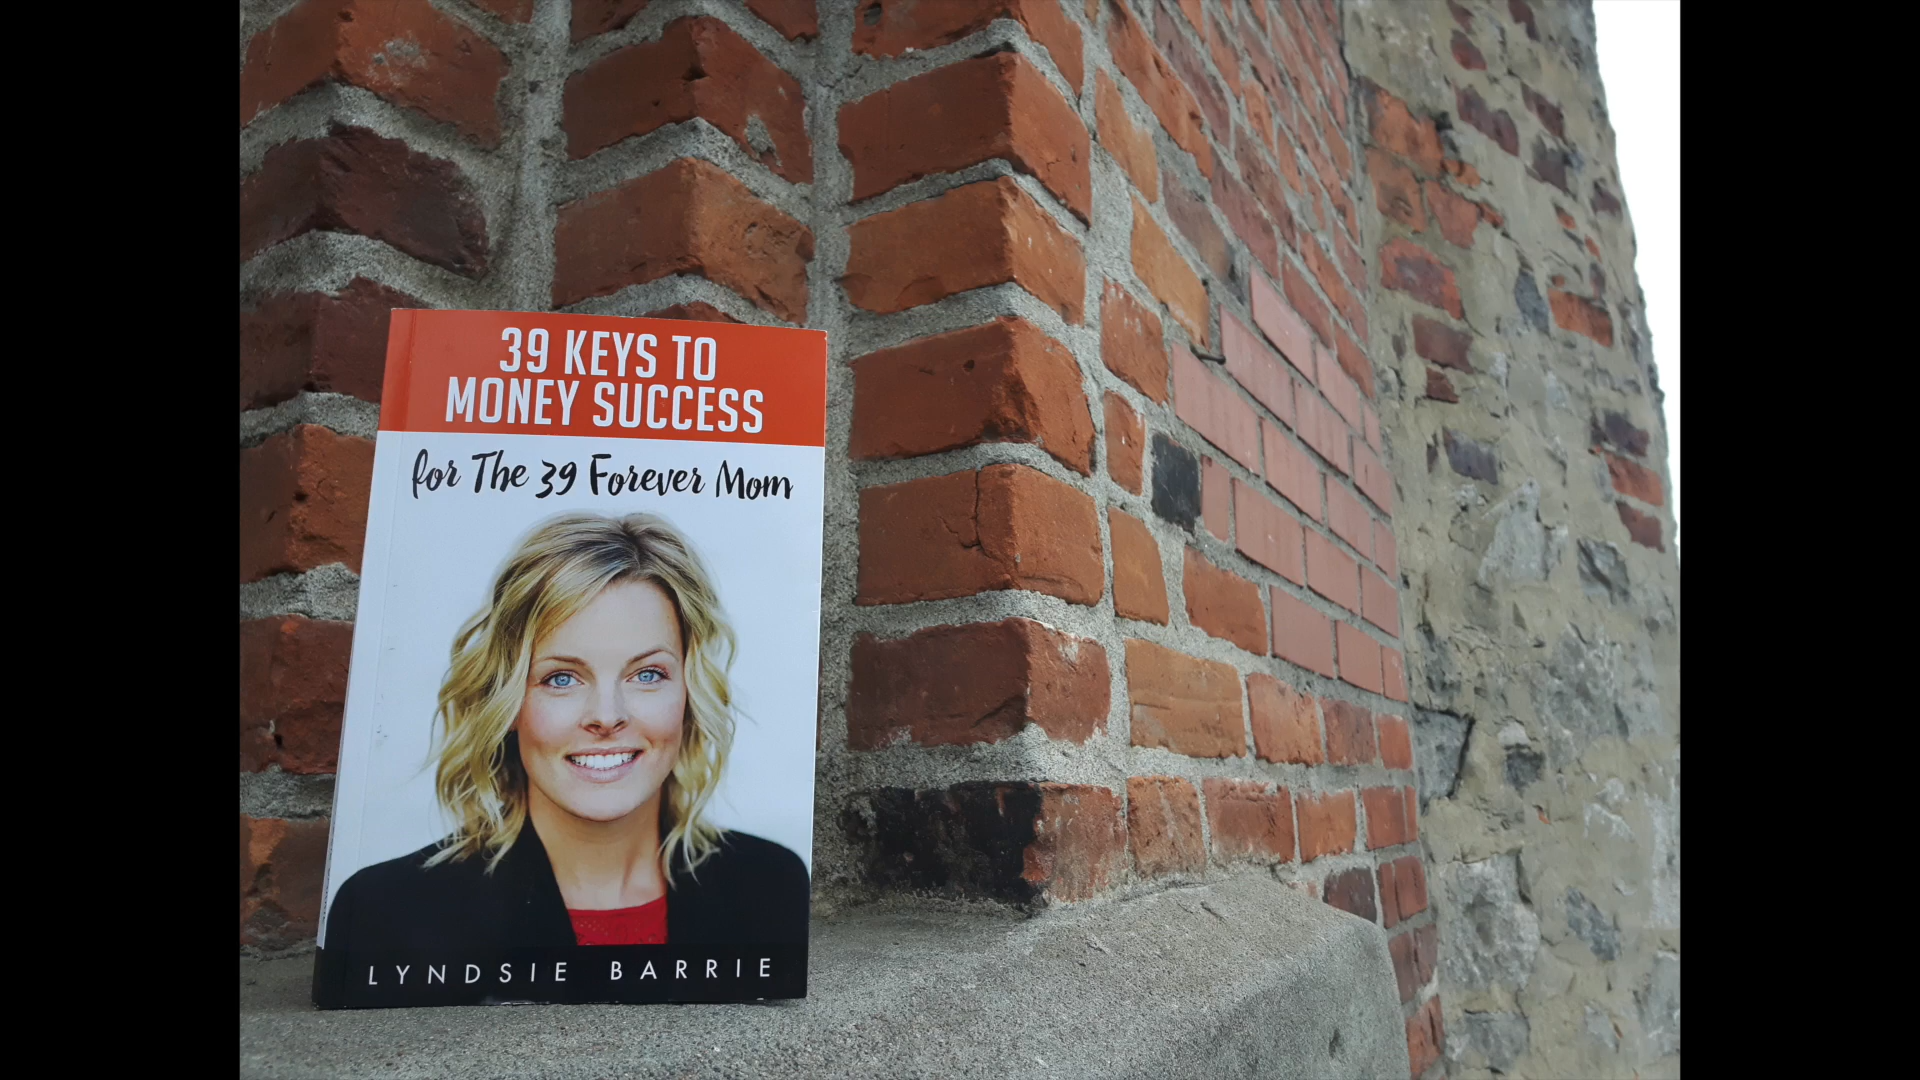 39 KEYS TO
MONEY SUCCESS
for The 39 Forever Mom
LYNDSIE BARRIE